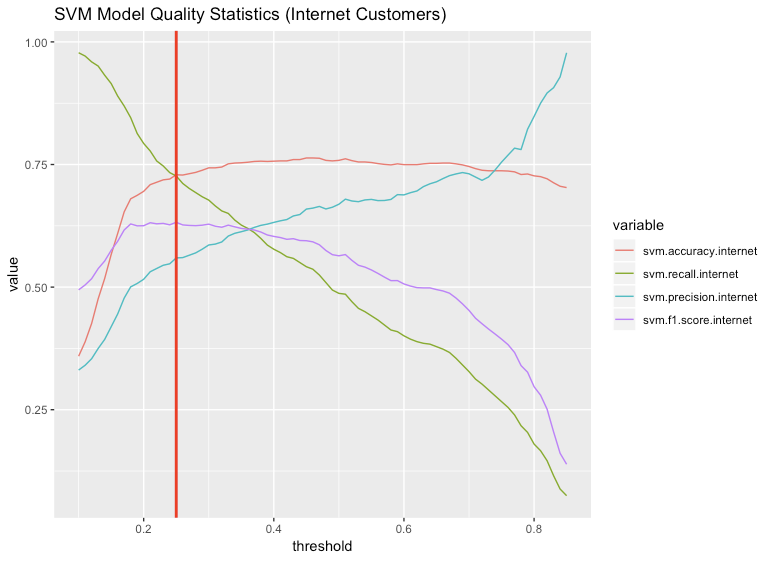 SVM Model Quality Statistics (Internet Customers)
1.00
0.75
0.50
0.25
value
0.2 0.4 0.6 0.8
threshold
variable
svm.accuracy.internet
svm.recall.internet
svm.precision.internet
svm.f1.score.internet